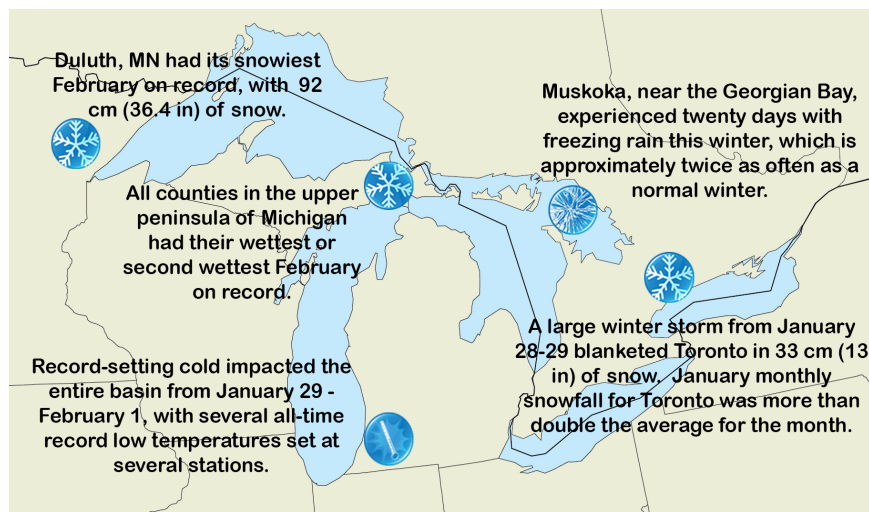 Duluth, MN had its snowiest
February on record, with 92
cm (36.4 in) of snow.
Muskoka, near the Georgian Bay,
experienced twenty days with
freezing rain this winter, which is
approximately twice as often as a
normal winter.
All counties in the upper
peninsula of Michigan
had their wettest or
second wettest February
on record.
A large winter storm from January
28-29 blanketed Toronto in 33 cm (13
in) of snow. January monthly
snowfall for Toronto was more than
double the average for the month.
Record-setting cold impacted the
entire basin from January 29 -
February 1, with several all-time
record low temperatures set at
several stations.